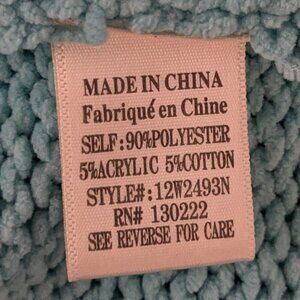 MADE IN CHINA
Fabriqué en Chine
SELF:90%POLYESTER
5%ACRYLIC 5%COTTON
STYLE#:12W2493N
RN# 130222
SEE REVERSE FOR CARE